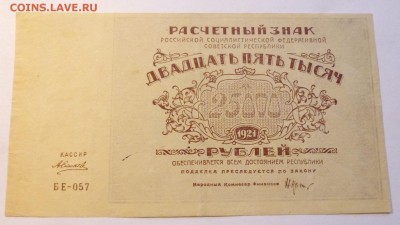 COINS.LAVE.RU
РАСЧЕТНЫЙ ЗНАК
РОССИЙСКОЙ СОЦИАЛИСТИЧЕСКОЙ ФЕДЕРАТИВНОЙ
СОВЕТСКОЙ РЕСПУБЛИКИ
ДВАДЦАТЬ ПЯТЬ ТЫСЯЧ
25000
1921
РУБЛЕЙ
ОБЕСПЕЧИВАЕТСЯ ВСЕМ ДОСТОЯНИЕМ РЕСПУБЛИКИ
ПОДДЕЛКА ПРЕСЛЕДУЕТСЯ ПО ЗАКОНУ
КАССИР
Народный Комиссар Финансов
БЕ-057